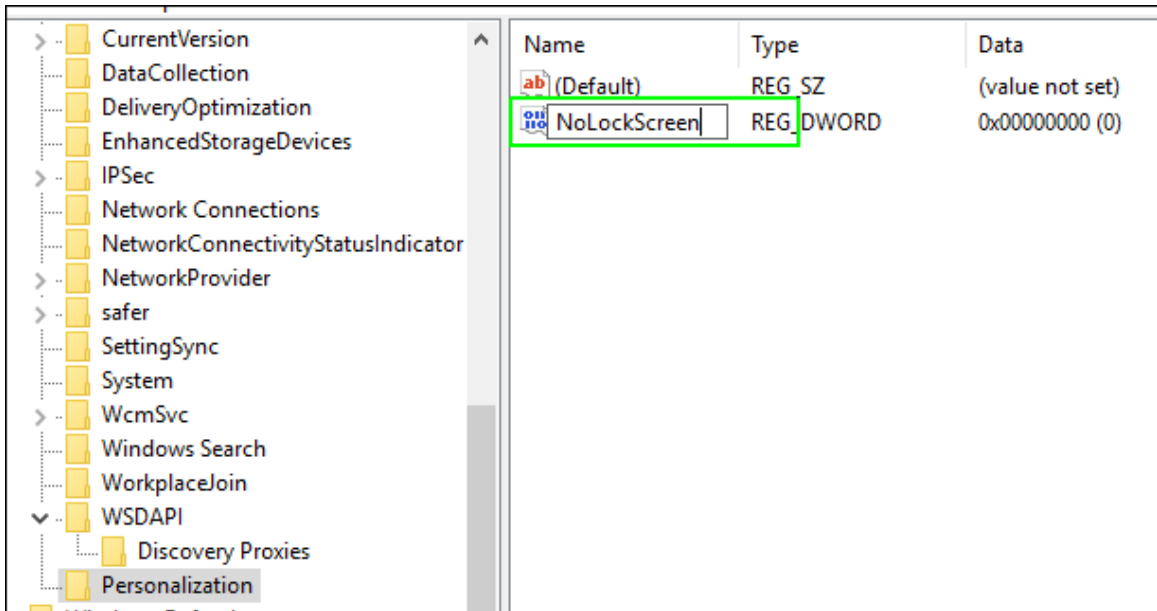 CurrentVersion
DataCollection
DeliveryOptimization
EnhancedStorageDevices
IPSec
Network Connections
NetworkConnectivityStatusIndicator
NetworkProvider
safer
SettingSync
System
WcmSvc
Windows Search
WorkplaceJoin
WSDAPI
Discovery Proxies
Personalization
Name Type Data
ab (Default) REG_SZ (value not set)
NoLockScreen REG_DWORD 0x00000000 (0)